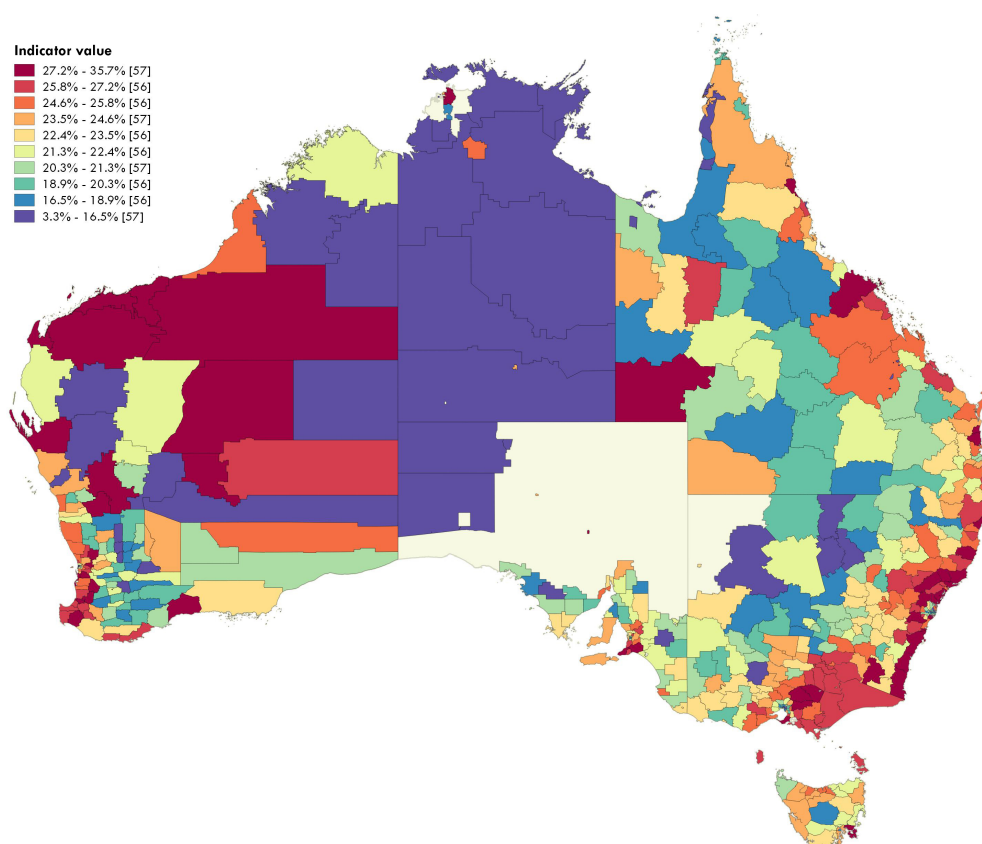 Indicator value
27.2% - 35.7% [57]
25.8% - 27.2% [56]
24.6% - 25.8% [56]
23.5% - 24.6% [57]
22.4% - 23.5% [56]
21.3% - 22.4% [56]
20.3% - 21.3% [57]
18.9% - 20.3% [56]
16.5% - 18.9% [56]
3.3% - 16.5% [57]